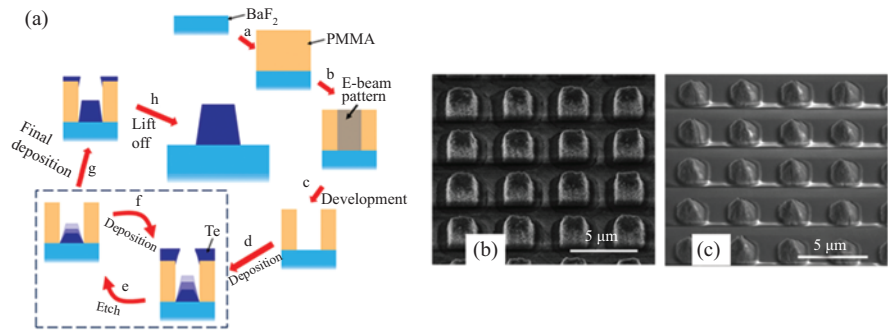 (a)
BaF2
a
PMMA
b
E-beam
pattern
c
Development
d
Deposition
Te
e
Etch
f
Deposition
g
Final
deposition
h
Lift
off
(b)
5 μm
(c)
5 μm